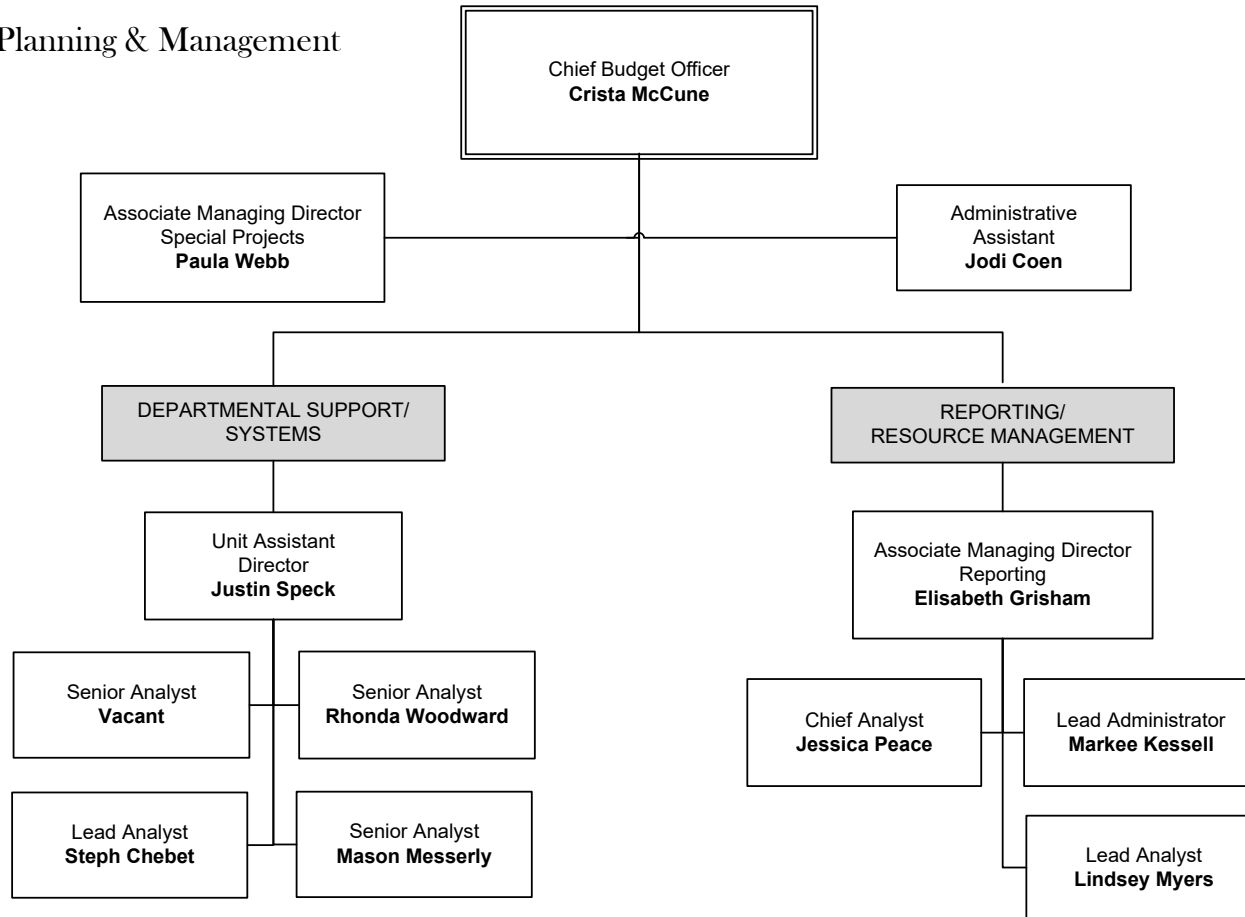 Planning & Management
Chief Budget Officer
Crista McCune
Associate Managing Director
Special Projects
Paula Webb
Administrative
Assistant
Jodi Coen
DEPARTMENTAL SUPPORT/
SYSTEMS
REPORTING/
RESOURCE MANAGEMENT
Unit Assistant
Director
Justin Speck
Associate Managing Director
Reporting
Elisabeth Grisham
Senior Analyst
Vacant
Senior Analyst
Rhonda Woodward
Chief Analyst
Jessica Peace
Lead Administrator
Markee Kessell
Lead Analyst
Steph Chebet
Senior Analyst
Mason Messerly
Lead Analyst
Lindsey Myers